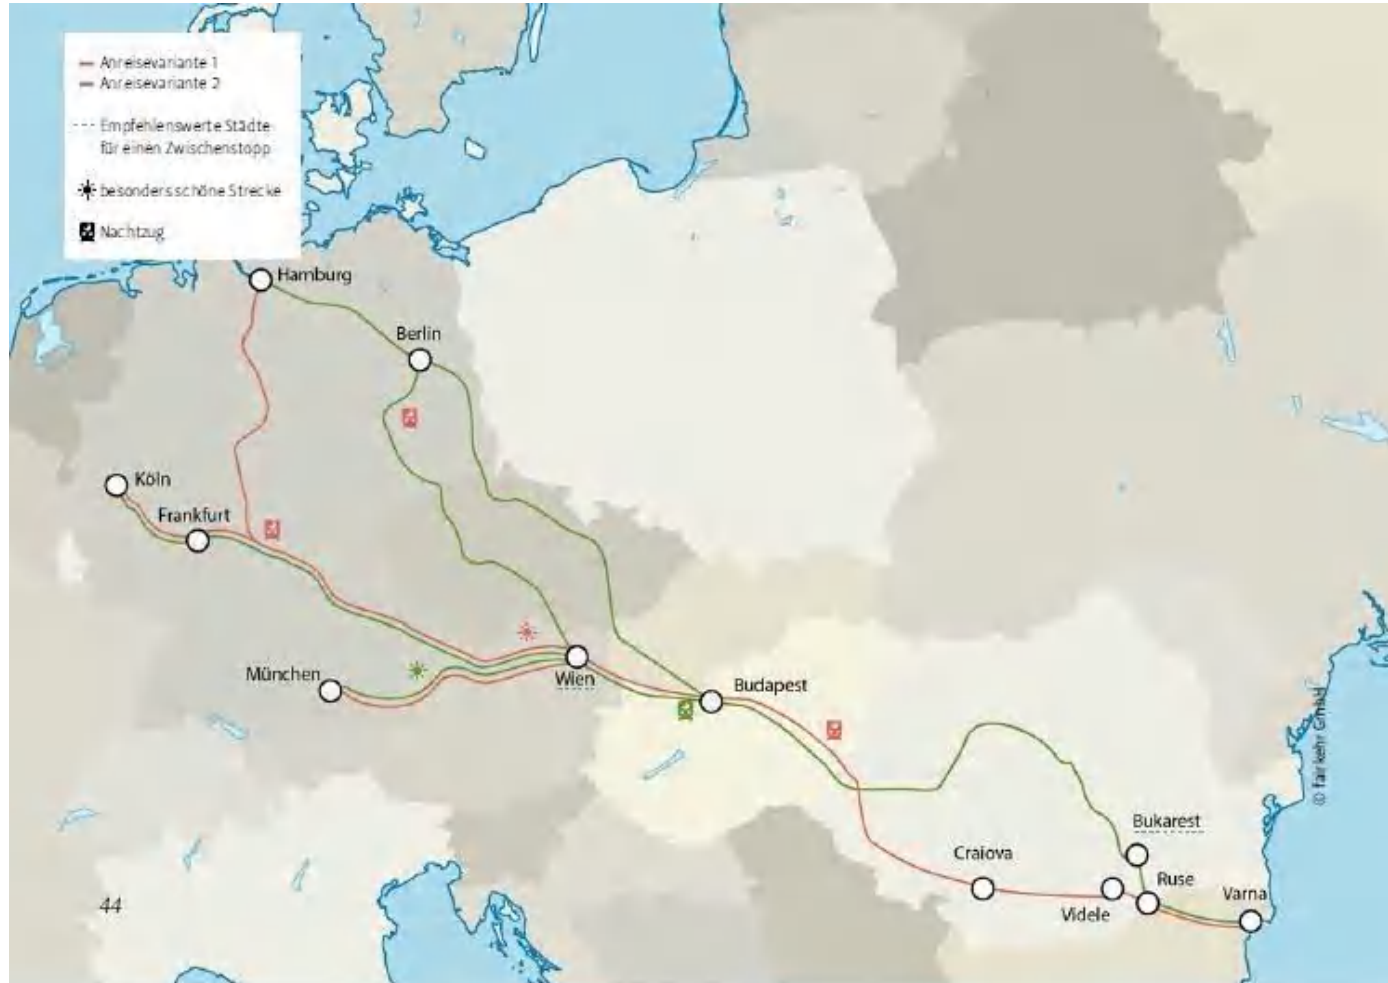 Anreisevariante 1
Anreisevariante 2
Empfehlenswerte Städte
für einen Zwischenstopp
besonders schöne Strecke
Nachtzug
Hamburg
Berlin
Köln
Frankfurt
München
Wien
Budapest
Bukarest
Craiova
Ruse
Videle
Varna
44
© fairkehr GmbH